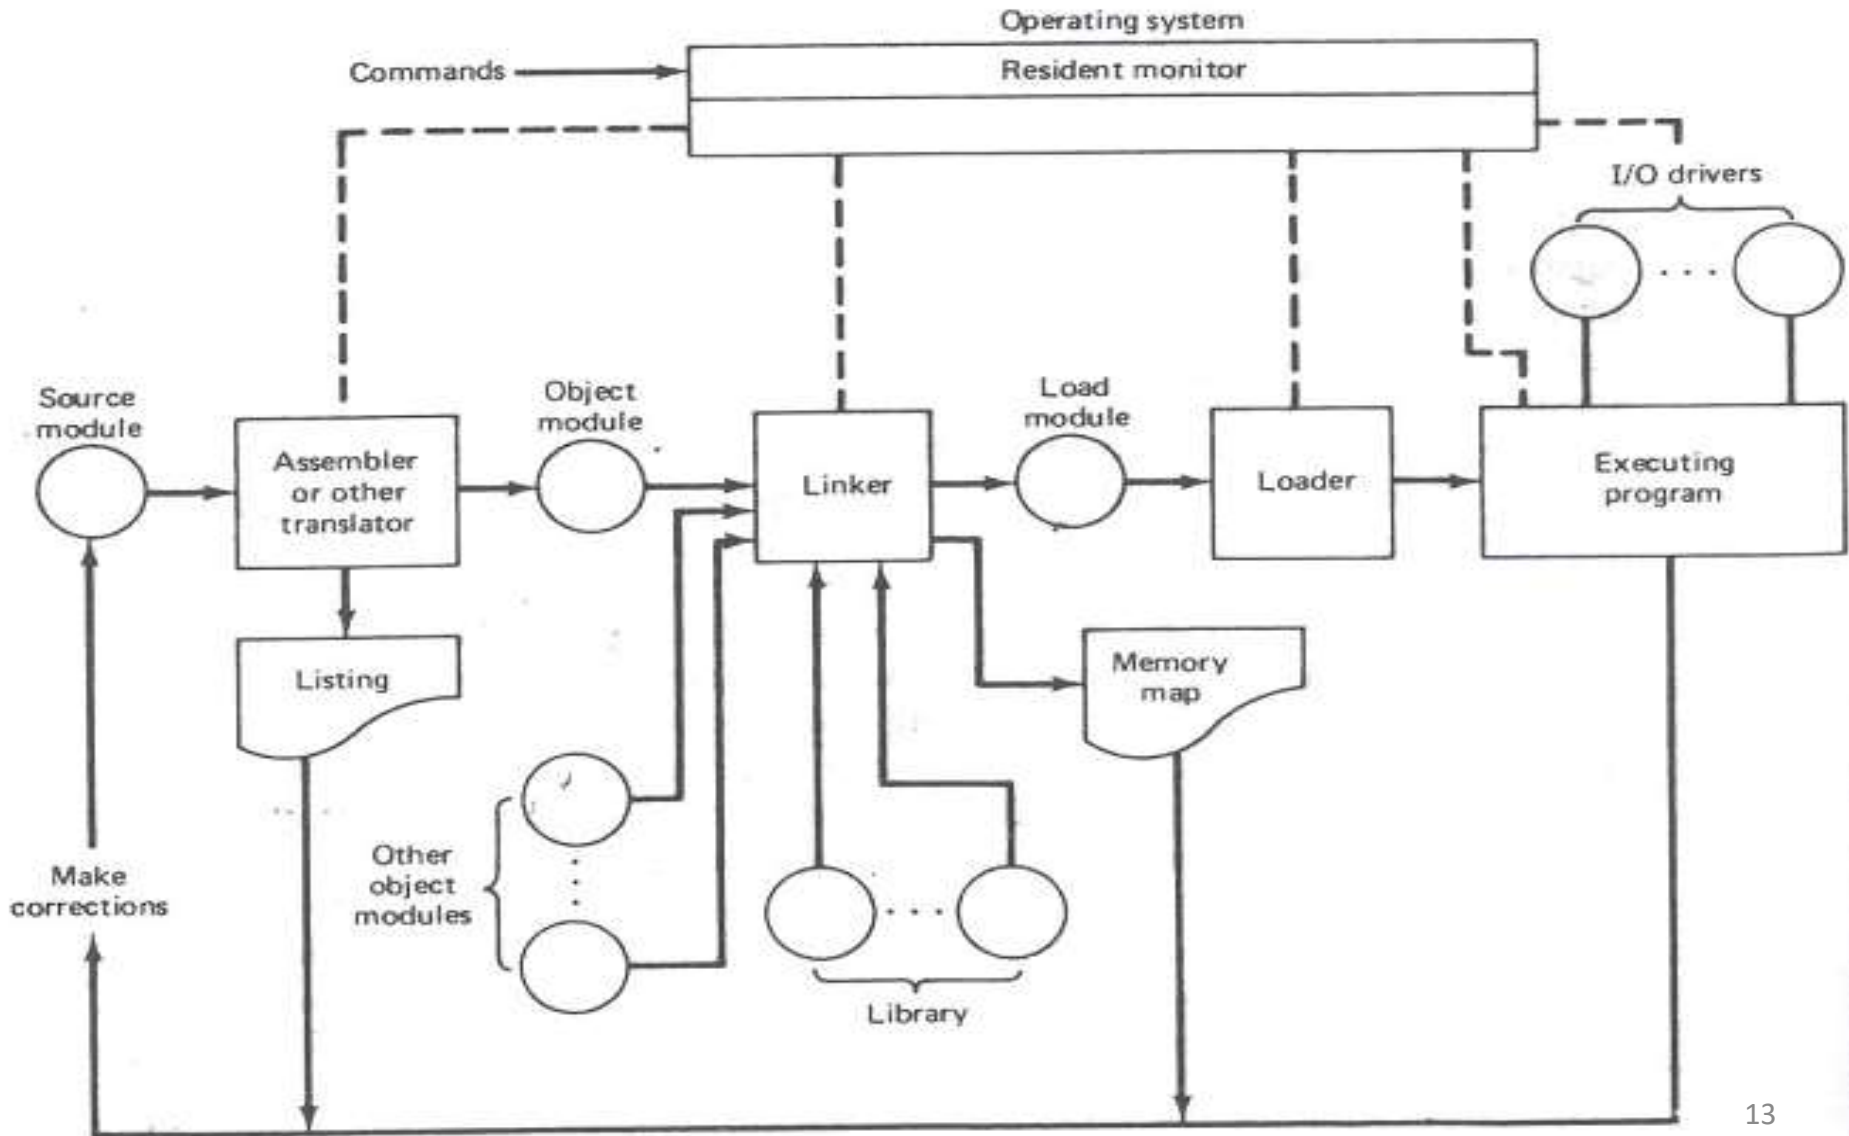 Operating system
Commands
Resident monitor
I/O drivers
Source
module
Assembler
or other
translator
Object
module
Linker
Load
module
Loader
Executing
program
Listing
Memory
map
Other
object
modules
Make
corrections
Library
13